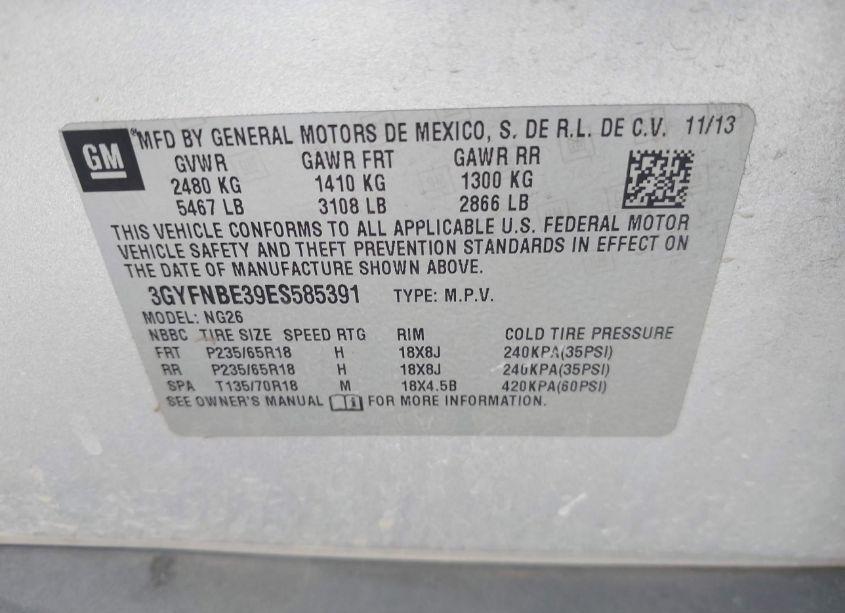 GM ®MFD BY GENERAL MOTORS DE MEXICO, S. DE R.L. DE C.V. 11/13
GVWR GAWR FRT GAWR RR
2480 KG 1410 KG 1300 KG
5467 LB 3108 LB 2866 LB
THIS VEHICLE CONFORMS TO ALL APPLICABLE U.S. FEDERAL MOTOR
VEHICLE SAFETY AND THEFT PREVENTION STANDARDS IN EFFECT ON
THE DATE OF MANUFACTURE SHOWN ABOVE.
3GYFNBE39ES585391 TYPE: M.P.V.
MODEL: NG26
NBBC TIRE SIZE SPEED RTG RIM COLD TIRE PRESSURE
FRT P235/65R18 H 18X8J 240KPA(35PSI)
RR P235/65R18 H 18X8J 240KPA(35PSI)
SPA T135/70R18 M 18X4.5B 420KPA(60PSI)
SEE OWNER'S MANUAL FOR MORE INFORMATION.